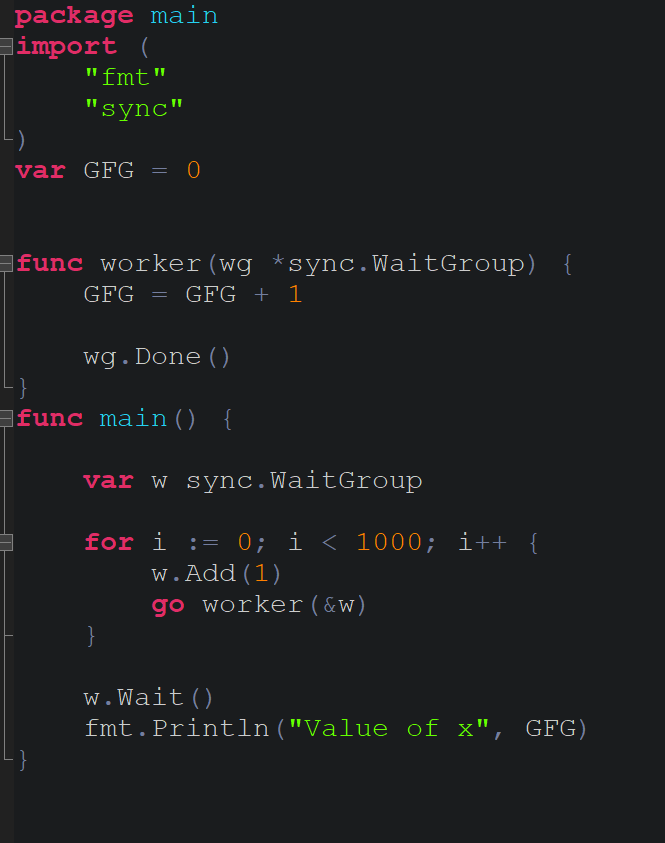 package main
import (
    "fmt"
    "sync"
)
var GFG = 0
func worker(wg *sync.WaitGroup) {
    GFG = GFG + 1
    wg.Done()
}
func main() {
    var w sync.WaitGroup
    for i := 0; i < 1000; i++ {
        w.Add(1)
        go worker(&w)
    }
    w.Wait()
    fmt.Println("Value of x", GFG)
}